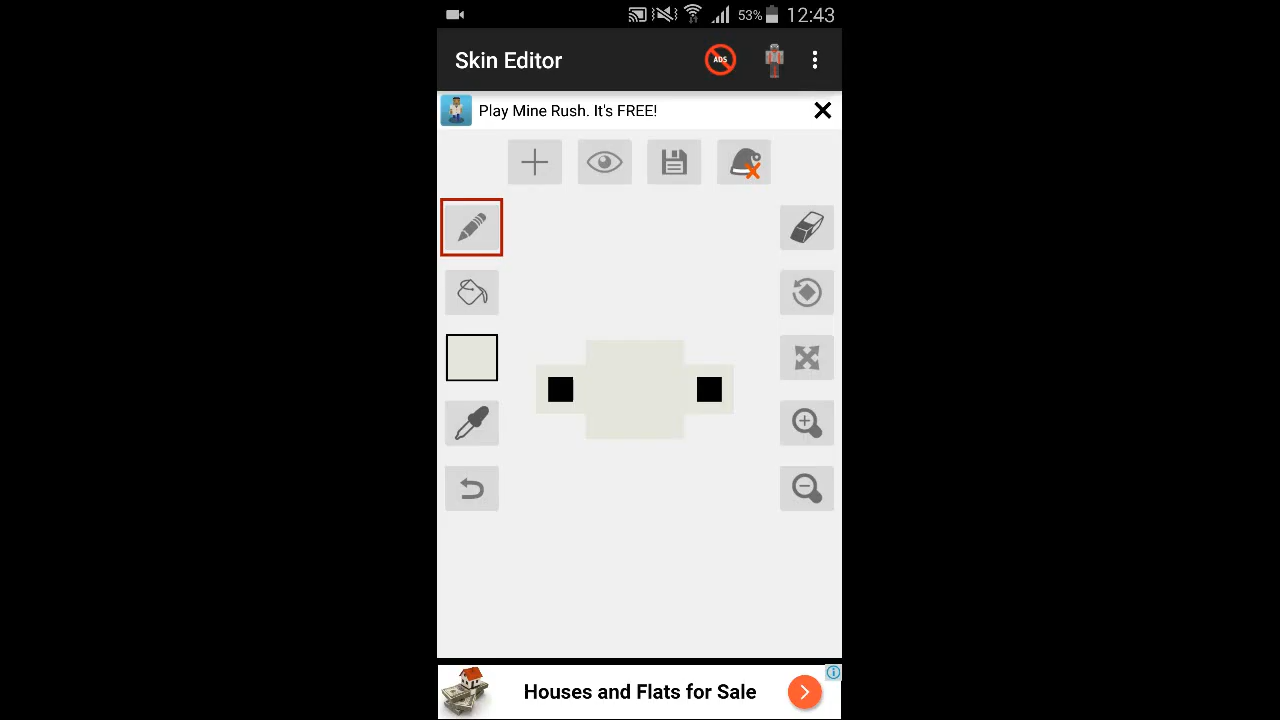 53% 12:43
Skin Editor
ADS
Play Mine Rush. It's FREE!
Houses and Flats for Sale